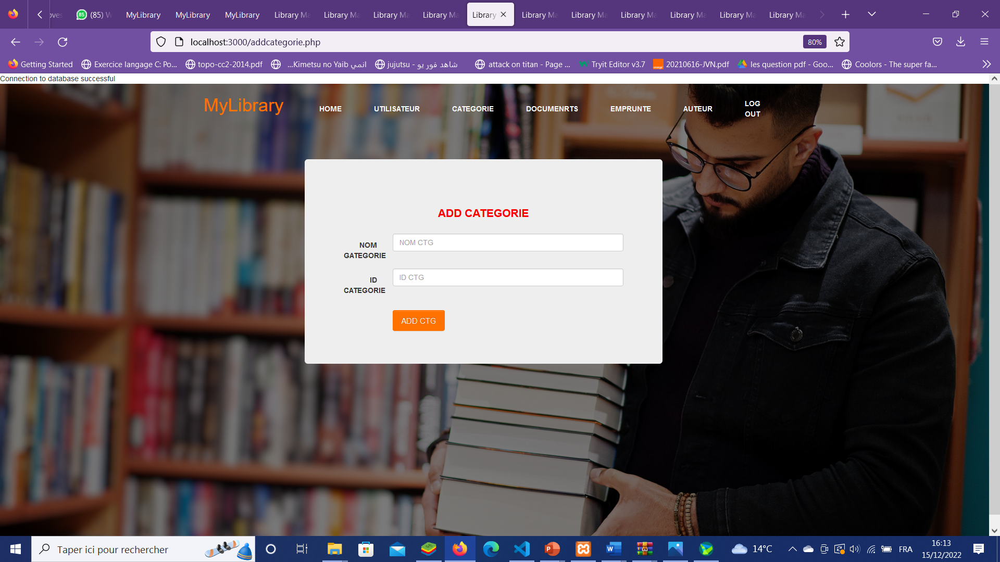 (85) W
MyLibrary
MyLibrary
MyLibrary
Library Ma
Library Ma
Library Ma
Library Ma
Library
Library Ma
Library Ma
Library Ma
Library Ma
Library Ma
Library Ma
localhost:3000/addcategorie.php
80%
Getting Started
Exercice langage C: Po...
topo-cc2-2014.pdf
انمي Kimetsu no Yaib...
شاهد فور يو - jujutsu
attack on titan - Page ...
Tryit Editor v3.7
20210616-JVN.pdf
les question pdf - Goo...
Coolors - The super fa...
Connection to database successful
MyLibrary
HOME
UTILISATEUR
CATEGORIE
DOCUMENRTS
EMPRUNTE
AUTEUR
LOG
OUT
ADD CATEGORIE
NOM
GATEGORIE
NOM CTG
ID
CATEGORIE
ID CTG
ADD CTG
Taper ici pour rechercher
14°C
FRA
16:13
15/12/2022